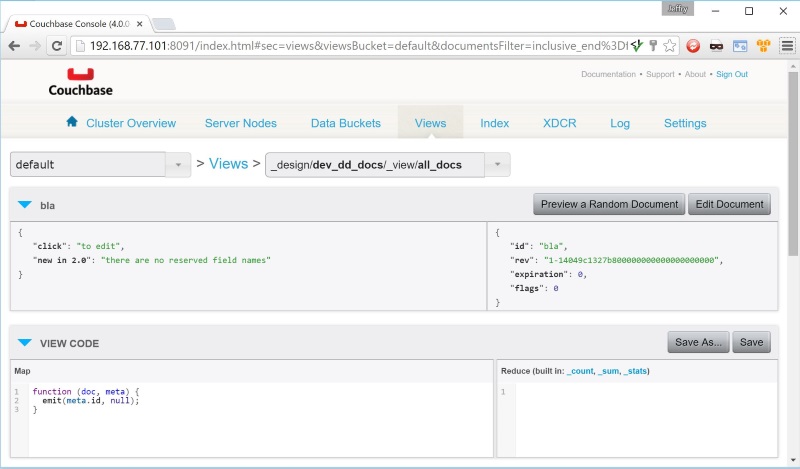 Jeffry
Couchbase Console (4.0.0
192.168.77.101:8091/index.html#sec=views&viewsBucket=default&documentsFilter=inclusive_end%3Dt
Couchbase
Documentation • Support • About • Sign Out
Cluster Overview Server Nodes Data Buckets Views Index XDCR Log Settings
default > Views > _design/dev_dd_docs/_view/all_docs
bla Preview a Random Document Edit Document
{
"click": "to edit",
"new in 2.0": "there are no reserved field names"
}
{
"id": "bla",
"expiration": 0,
"flags": 0
}
VIEW CODE Save As... Save
Map
1 function (doc, meta) {
2 emit(meta.id, null);
3 }
Reduce (built in: _count, _sum, _stats)
1